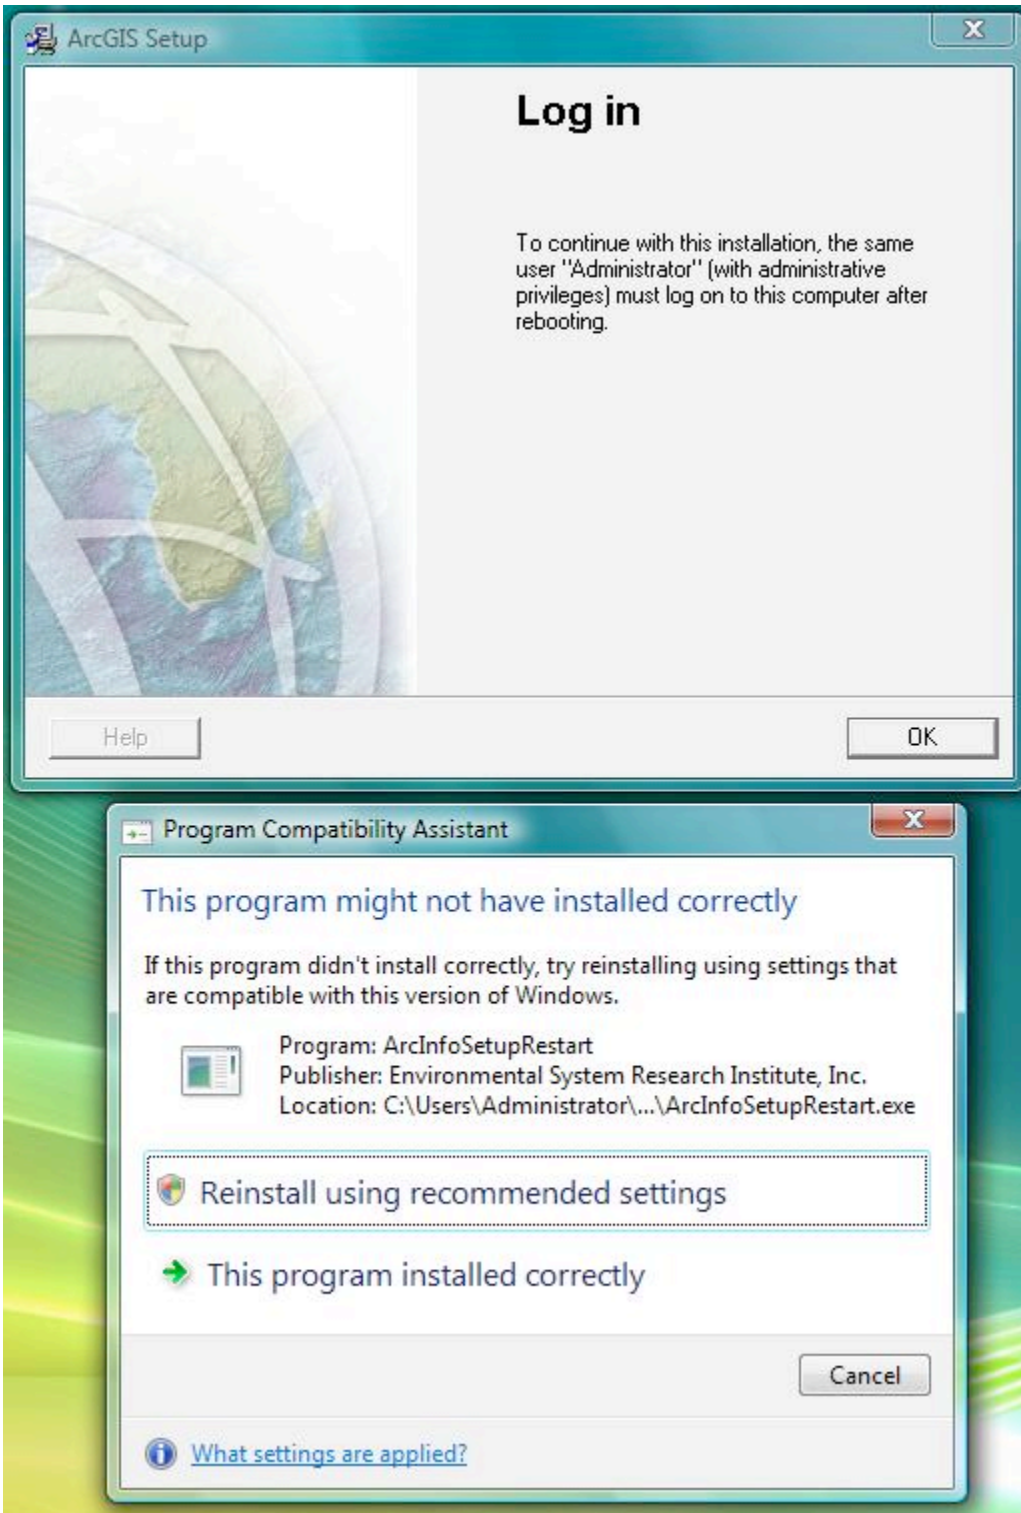 ArcGIS Setup
Log in
To continue with this installation, the same
user "Administrator" (with administrative
privileges) must log on to this computer after
rebooting.
Help
OK
Program Compatibility Assistant
This program might not have installed correctly
If this program didn't install correctly, try reinstalling using settings that
are compatible with this version of Windows.
Program: ArcInfoSetupRestart
Publisher: Environmental System Research Institute, Inc.
Location: C:\Users\Administrator\...\ArcInfoSetupRestart.exe
Reinstall using recommended settings
This program installed correctly
Cancel
What settings are applied?